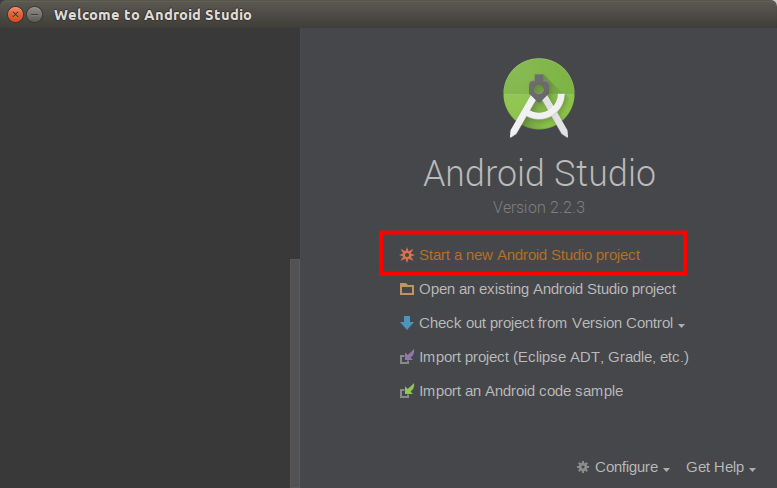 Welcome to Android Studio
Android Studio
Version 2.2.3
Start a new Android Studio project
Open an existing Android Studio project
Check out project from Version Control
Import project (Eclipse ADT, Gradle, etc.)
Import an Android code sample
Configure Get Help